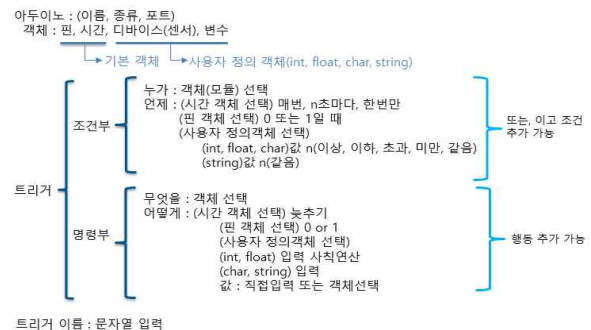 아두이노 : (이름, 종류, 포트)
객체 : 핀, 시간, 디바이스(센서), 변수
기본 객체
사용자 정의 객체(int, float, char, string)
트리거
조건부
누가 : 객체(모듈) 선택
언제 : (시간 객체 선택) 매번, n초마다, 한번만
(핀 객체 선택) 0 또는 1일 때
(사용자 정의객체 선택)
(int, float, char)값 n(이상, 이하, 초과, 미만, 같음)
(string)값 n(같음)
또는, 이고 조건
추가 가능
명령부
무엇을 : 객체 선택
어떻게 : (시간 객체 선택) 늦추기
(핀 객체 선택) 0 or 1
(사용자 정의객체 선택)
(int, float) 입력 사칙연산
(char, string) 입력
값 : 직접입력 또는 객체선택
행동 추가 가능
트리거 이름 : 문자열 입력